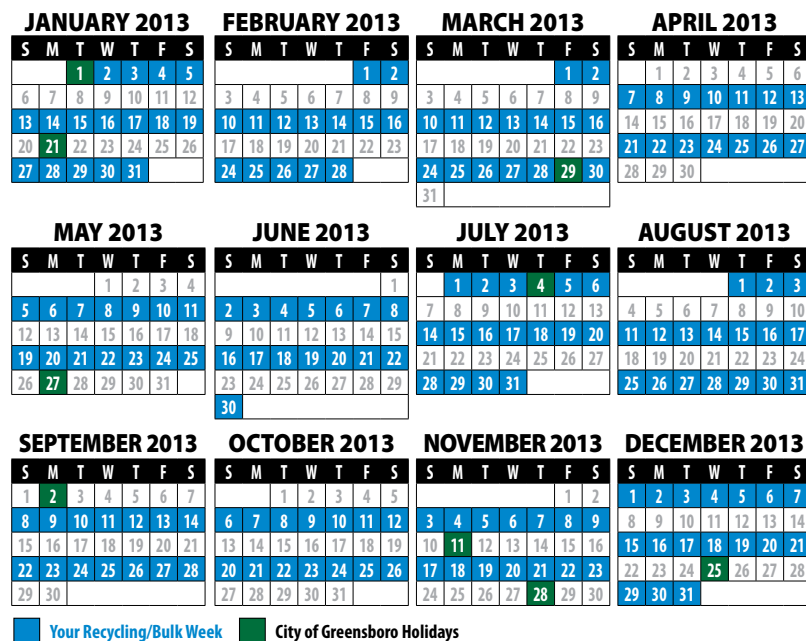 JANUARY 2013
S M T W T F S
1 2 3 4 5
6 7 8 9 10 11 12
13 14 15 16 17 18 19
20 21 22 23 24 25 26
27 28 29 30 31
FEBRUARY 2013
S M T W T F S
1 2
3 4 5 6 7 8 9
10 11 12 13 14 15 16
17 18 19 20 21 22 23
24 25 26 27 28
MARCH 2013
S M T W T F S
1 2
3 4 5 6 7 8 9
10 11 12 13 14 15 16
17 18 19 20 21 22 23
24 25 26 27 28 29 30
31
APRIL 2013
S M T W T F S
1 2 3 4 5 6
7 8 9 10 11 12 13
14 15 16 17 18 19 20
21 22 23 24 25 26 27
28 29 30
MAY 2013
S M T W T F S
1 2 3 4
5 6 7 8 9 10 11
12 13 14 15 16 17 18
19 20 21 22 23 24 25
26 27 28 29 30 31
JUNE 2013
S M T W T F S
1
2 3 4 5 6 7 8
9 10 11 12 13 14 15
16 17 18 19 20 21 22
23 24 25 26 27 28 29
30
JULY 2013
S M T W T F S
1 2 3 4 5 6
7 8 9 10 11 12 13
14 15 16 17 18 19 20
21 22 23 24 25 26 27
28 29 30 31
AUGUST 2013
S M T W T F S
1 2 3
4 5 6 7 8 9 10
11 12 13 14 15 16 17
18 19 20 21 22 23 24
25 26 27 28 29 30 31
SEPTEMBER 2013
S M T W T F S
1 2 3 4 5 6 7
8 9 10 11 12 13 14
15 16 17 18 19 20 21
22 23 24 25 26 27 28
29 30
OCTOBER 2013
S M T W T F S
1 2 3 4 5
6 7 8 9 10 11 12
13 14 15 16 17 18 19
20 21 22 23 24 25 26
27 28 29 30 31
NOVEMBER 2013
S M T W T F S
1 2
3 4 5 6 7 8 9
10 11 12 13 14 15 16
17 18 19 20 21 22 23
24 25 26 27 28 29 30
DECEMBER 2013
S M T W T F S
1 2 3 4 5 6 7
8 9 10 11 12 13 14
15 16 17 18 19 20 21
22 23 24 25 26 27 28
29 30 31
Your Recycling/Bulk Week City of Greensboro Holidays